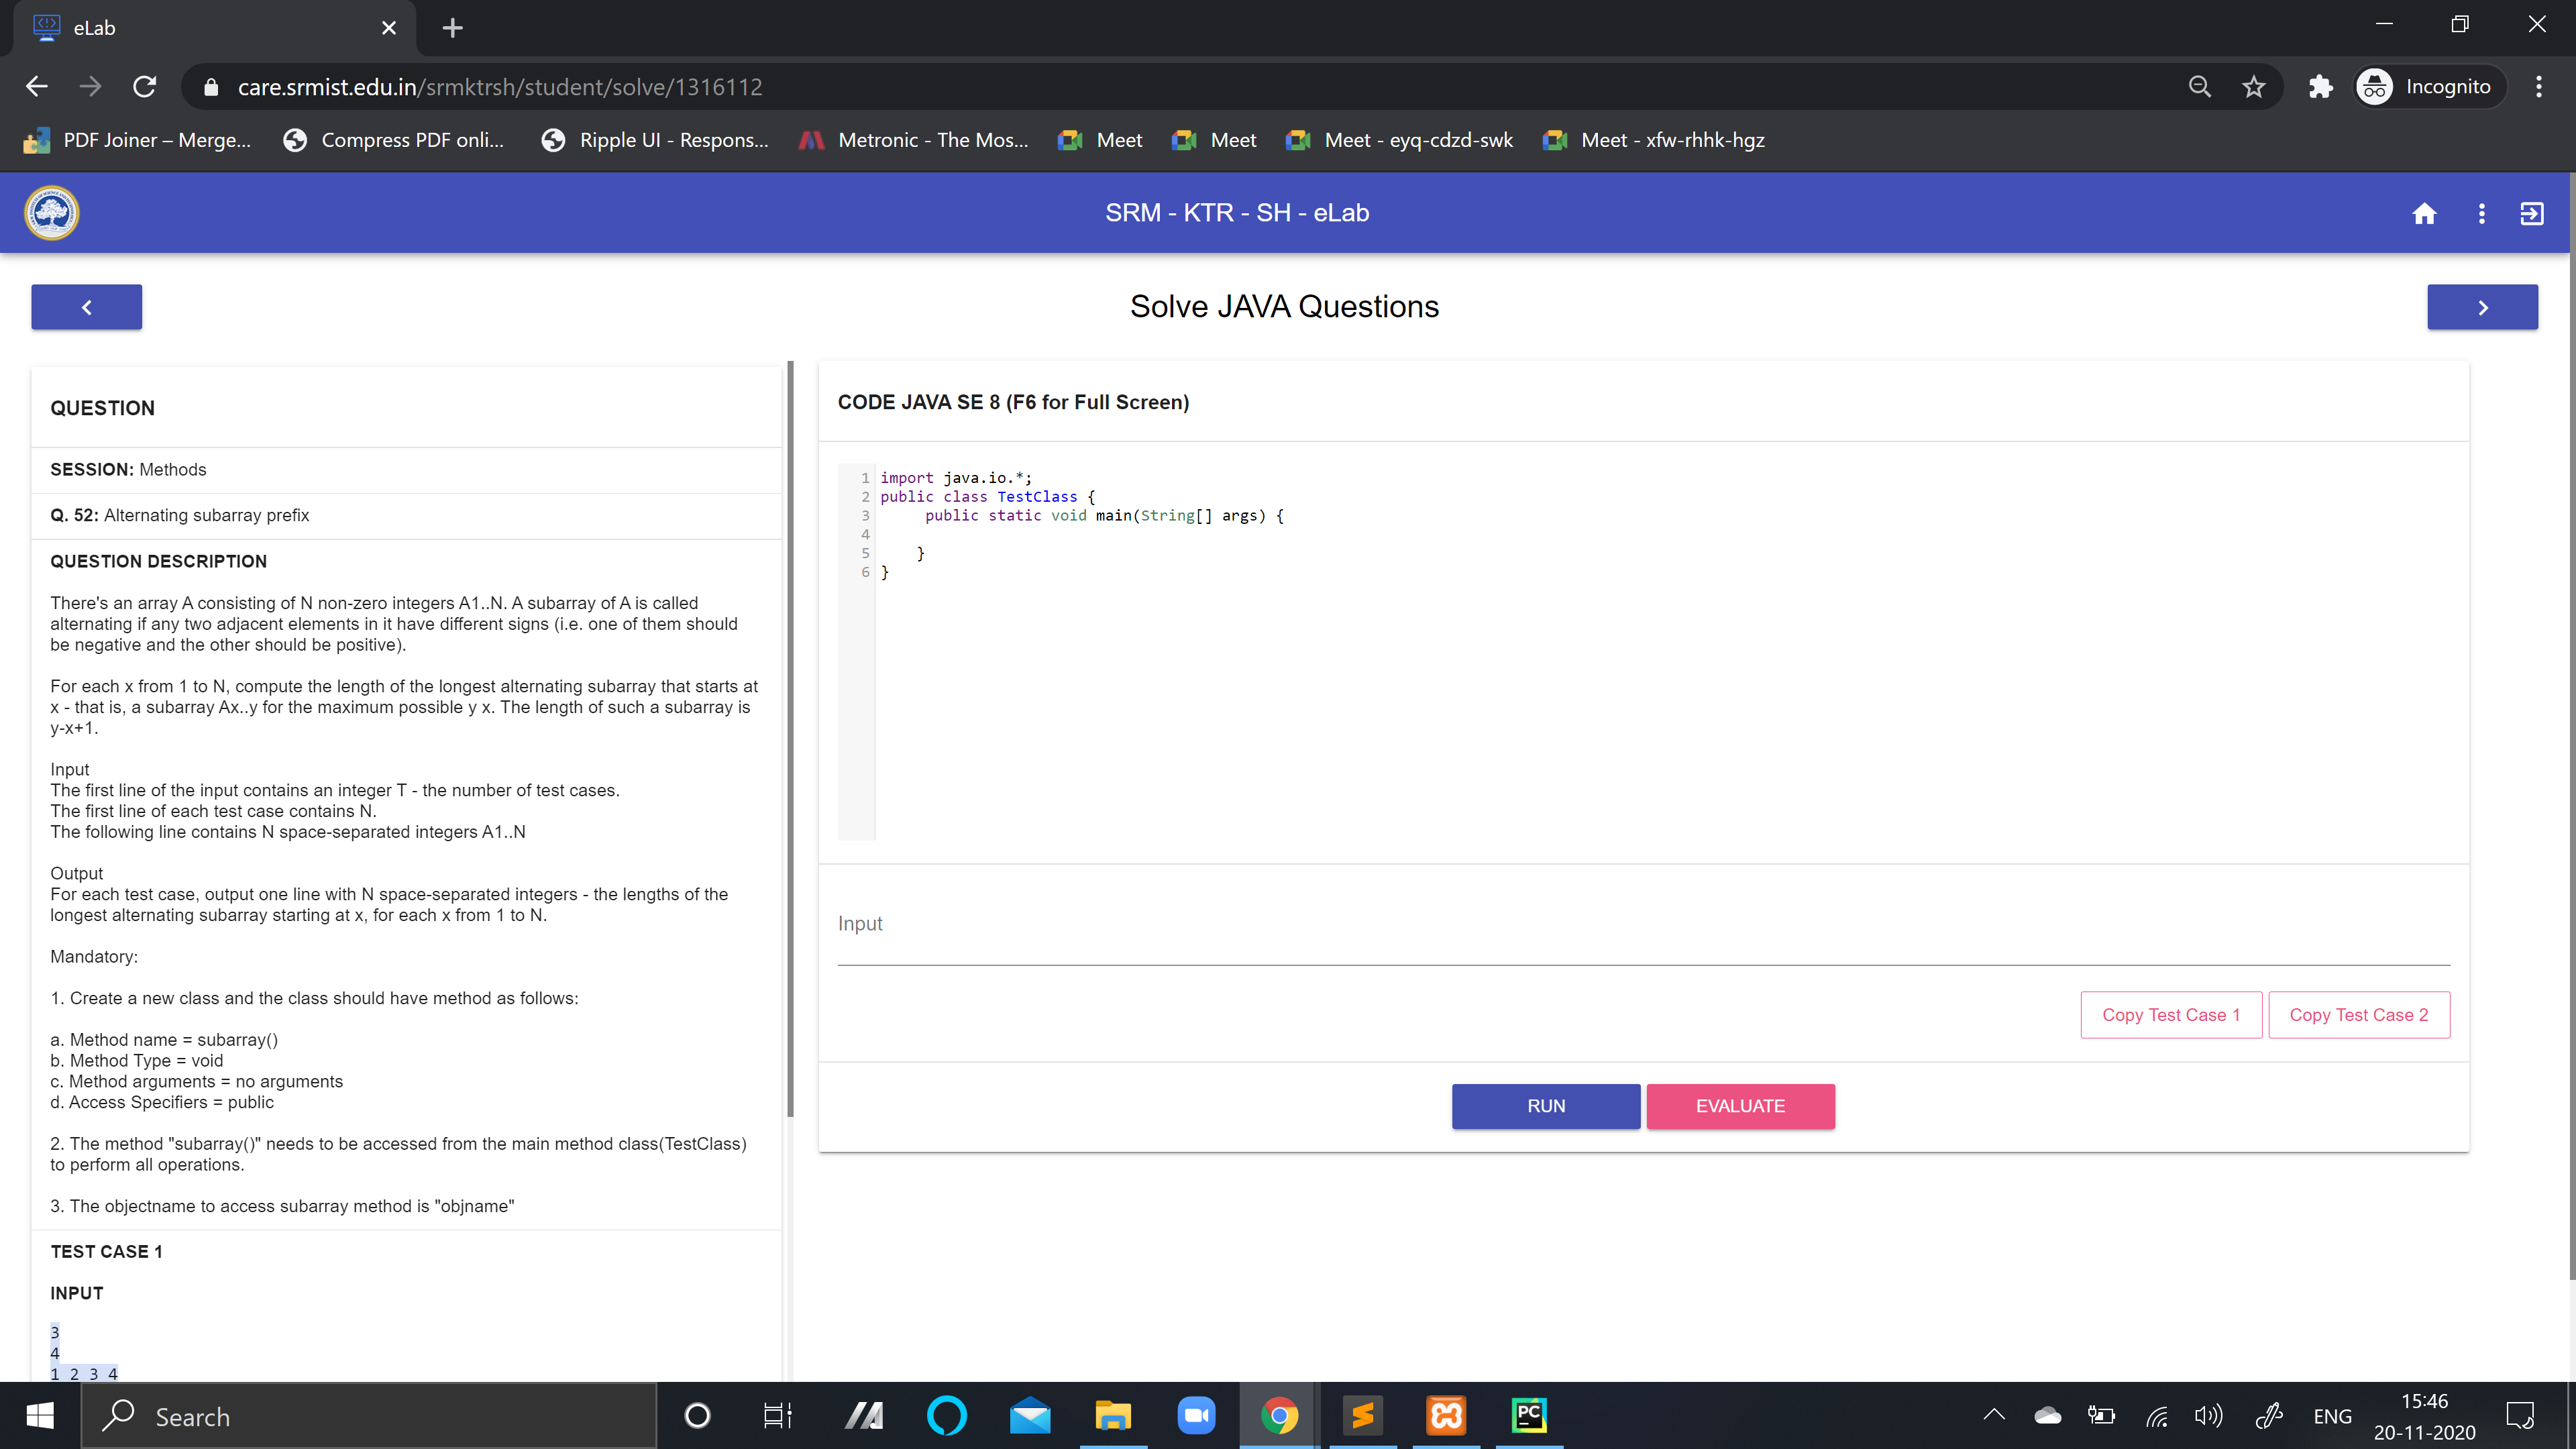 eLab
care.srmist.edu.in/srmktrsh/student/solve/1316112
Incognito
PDF Joiner – Merge...
Compress PDF onli...
Ripple UI - Respons...
Metronic - The Mos...
Meet
Meet
Meet - eyq-cdzd-swk
Meet - xfw-rhhk-hgz
SRM - KTR - SH - eLab
Solve JAVA Questions
QUESTION
SESSION: Methods
Q. 52: Alternating subarray prefix
QUESTION DESCRIPTION
There's an array A consisting of N non-zero integers A1..N. A subarray of A is called
alternating if any two adjacent elements in it have different signs (i.e. one of them should
be negative and the other should be positive).
For each x from 1 to N, compute the length of the longest alternating subarray that starts at
x - that is, a subarray Ax..y for the maximum possible y x. The length of such a subarray is
y-x+1.
Input
The first line of the input contains an integer T - the number of test cases.
The first line of each test case contains N.
The following line contains N space-separated integers A1..N
Output
For each test case, output one line with N space-separated integers - the lengths of the
longest alternating subarray starting at x, for each x from 1 to N.
Mandatory:
1. Create a new class and the class should have method as follows:
a. Method name = subarray()
b. Method Type = void
c. Method arguments = no arguments
d. Access Specifiers = public
2. The method "subarray()" needs to be accessed from the main method class(TestClass)
to perform all operations.
3. The objectname to access subarray method is "objname"
TEST CASE 1
INPUT
3
4
1 2 3 4
CODE JAVA SE 8 (F6 for Full Screen)
1 import java.io.*;
2 public class TestClass {
3 public static void main(String[] args) {
4
5 }
6 }
Input
Copy Test Case 1
Copy Test Case 2
RUN
EVALUATE
Search
PC
ENG
15:46
20-11-2020